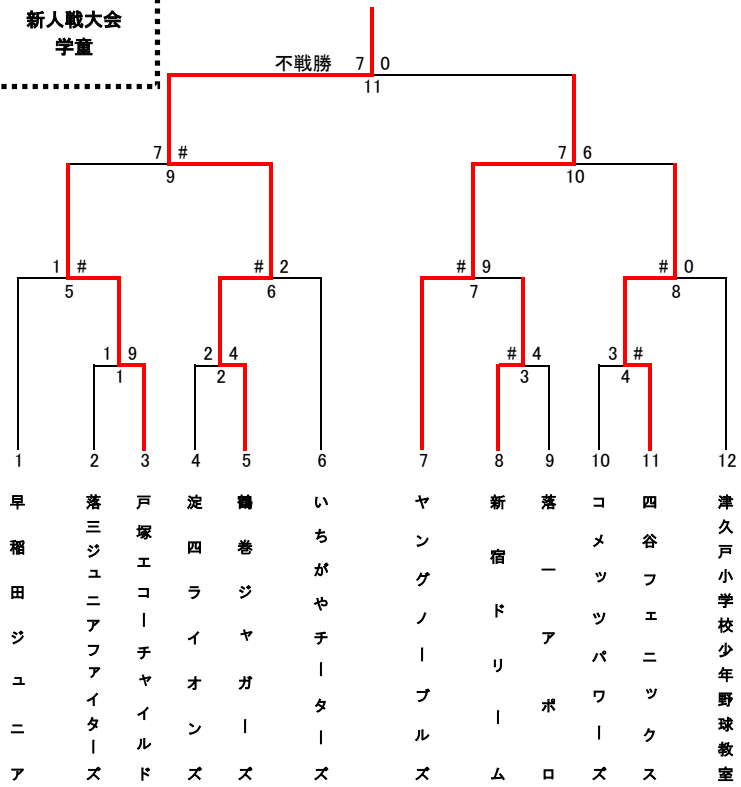 新人戦大会
学童
不戦勝 7 0
11
7 #
9
7 6
10
1 #
5
# 2
6
# 9
7
# 0
8
1 9
1
2 4
2
# 4
3
3 #
4
1 2 3 4 5 6 7 8 9 10 11 12
早稲田ジュニア
落三ジュニアファイターズ
戸塚エコーチャイルド
淀四ライオンズ
鶴巻ジャガーズ
いちがやチーターズ
ヤングノーブルズ
新宿ドリーム
落一アポロ
コメッツパワーズ
四谷フェニックス
津久戸小学校少年野球教室